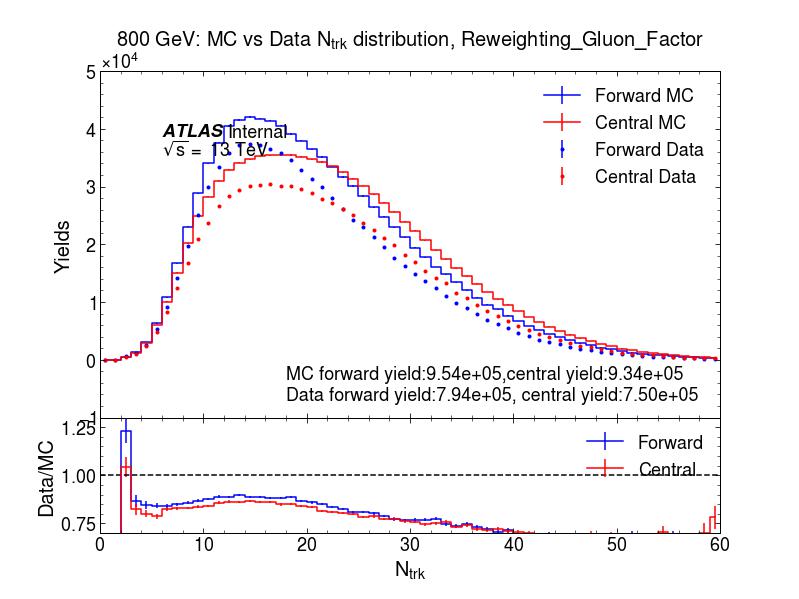 800 GeV: MC vs Data N_trk distribution, Reweighting_Gluon_Factor
×10⁴
5
4
3
2
1
0
−1
Yields
ATLAS Internal
√s = 13 TeV
Forward MC
Central MC
Forward Data
Central Data
MC forward yield:9.54e+05,central yield:9.34e+05
Data forward yield:7.94e+05, central yield:7.50e+05
1.25
1.00
0.75
Data/MC
Forward
Central
0 10 20 30 40 50 60
N_trk